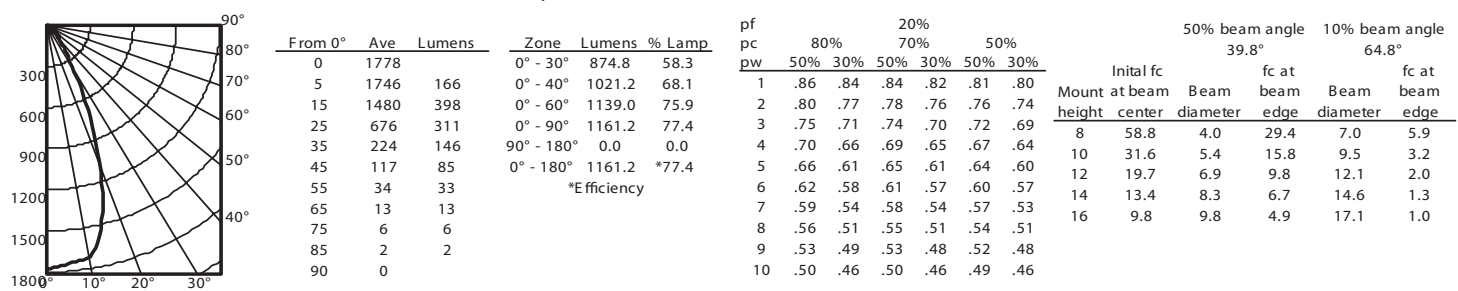 90°
80°
70°
60°
50°
40°
300
600
900
1200
1500
1800
0° 10° 20° 30°
From 0° Ave Lumens
0 1778
5 1746 166
15 1480 398
25 676 311
35 224 146
45 117 85
55 34 33
65 13 13
75 6 6
85 2 2
90 0
Zone Lumens % Lamp
0° - 30° 874.8 58.3
0° - 40° 1021.2 68.1
0° - 60° 1139.0 75.9
0° - 90° 1161.2 77.4
90° - 180° 0.0 0.0
0° - 180° 1161.2 *77.4
*Efficiency
pf 20%
pc 80% 70% 50%
pw 50% 30% 50% 30% 50% 30%
1 .86 .84 .84 .82 .81 .80
2 .80 .77 .78 .76 .76 .74
3 .75 .71 .74 .70 .72 .69
4 .70 .66 .69 .65 .67 .64
5 .66 .61 .65 .61 .64 .60
6 .62 .58 .61 .57 .60 .57
7 .59 .54 .58 .54 .57 .53
8 .56 .51 .55 .51 .54 .51
9 .53 .49 .53 .48 .52 .48
10 .50 .46 .50 .46 .49 .46
50% beam angle 10% beam angle
39.8° 64.8°
Inital fc fc at fc at
Mount at beam Beam beam Beam beam
height center diameter edge diameter edge
8 58.8 4.0 29.4 7.0 5.9
10 31.6 5.4 15.8 9.5 3.2
12 19.7 6.9 9.8 12.1 2.0
14 13.4 8.3 6.7 14.6 1.3
16 9.8 9.8 4.9 17.1 1.0